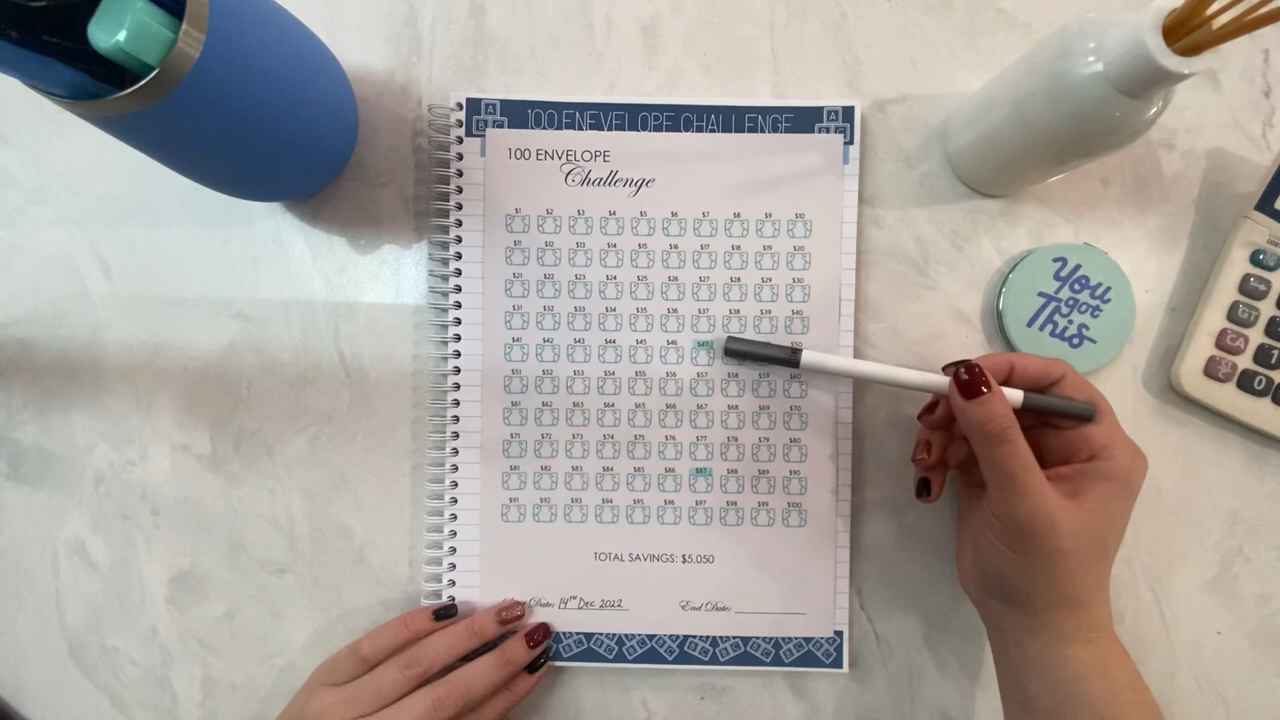 100 ENEVELOPE CHALLENGE
100 ENVELOPE
Challenge
$1 $2 $3 $4 $5 $6 $7 $8 $9 $10
$11 $12 $13 $14 $15 $16 $17 $18 $19 $20
$21 $22 $23 $24 $25 $26 $27 $28 $29 $30
$31 $32 $33 $34 $35 $36 $37 $38 $39 $40
$41 $42 $43 $44 $45 $46 $47 $50
$51 $52 $53 $54 $55 $56 $57 $58 $59 $60
$61 $62 $63 $64 $65 $66 $67 $68 $69 $70
$71 $72 $73 $74 $75 $76 $77 $78 $79 $80
$81 $82 $83 $84 $85 $86 $87 $88 $89 $90
$91 $92 $93 $94 $95 $96 $97 $98 $99 $100
TOTAL SAVINGS: $5,050
Date: 14TH Dec 2022 End Date:
You
got
This
GT
CA
1
0